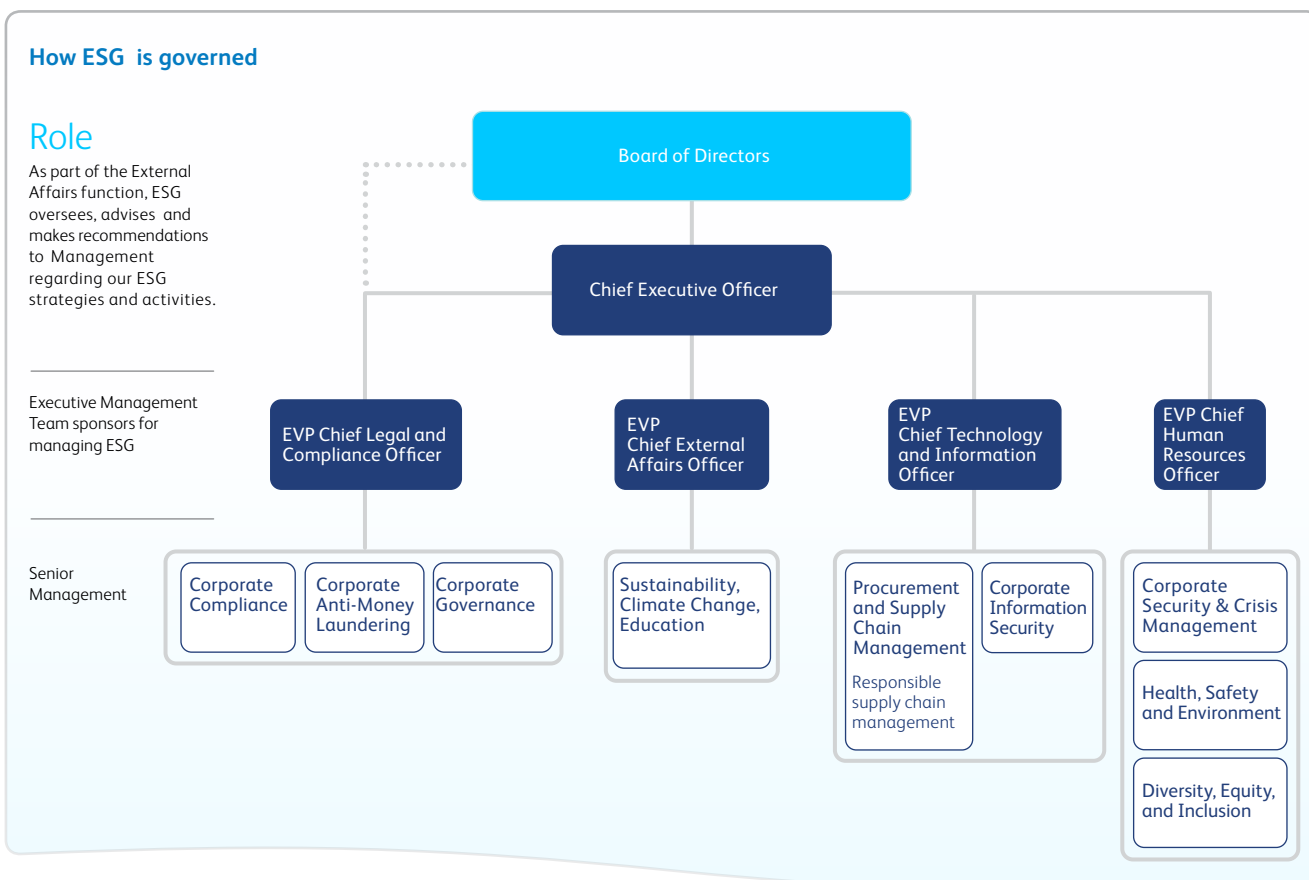 How ESG is governed
Role
As part of the External
Affairs function, ESG
oversees, advises and
makes recommendations
to Management
regarding our ESG
strategies and activities.
Board of Directors
Chief Executive Officer
Executive Management
Team sponsors for
managing ESG
EVP Chief Legal and
Compliance Officer
EVP
Chief External
Affairs Officer
EVP
Chief Technology
and Information
Officer
EVP Chief
Human
Resources
Officer
Senior
Management
Corporate
Compliance
Corporate
Anti-Money
Laundering
Corporate
Governance
Sustainability,
Climate Change,
Education
Procurement
and Supply
Chain
Management
Responsible
supply chain
management
Corporate
Information
Security
Corporate
Security & Crisis
Management
Health, Safety
and Environment
Diversity, Equity,
and Inclusion